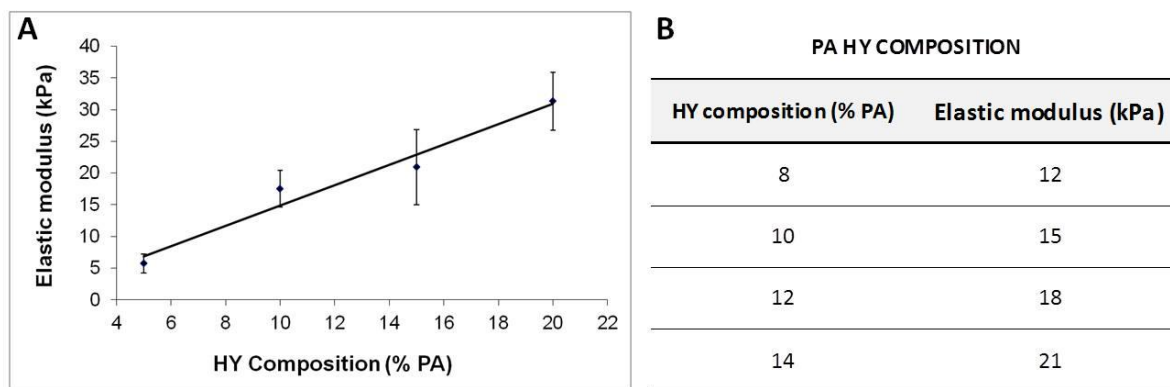 A
40
35
30
25
20
15
10
5
0
Elastic modulus (kPa)
4 6 8 10 12 14 16 18 20 22
HY Composition (% PA)
B
PA HY COMPOSITION
HY composition (% PA) Elastic modulus (kPa)
8 12
10 15
12 18
14 21